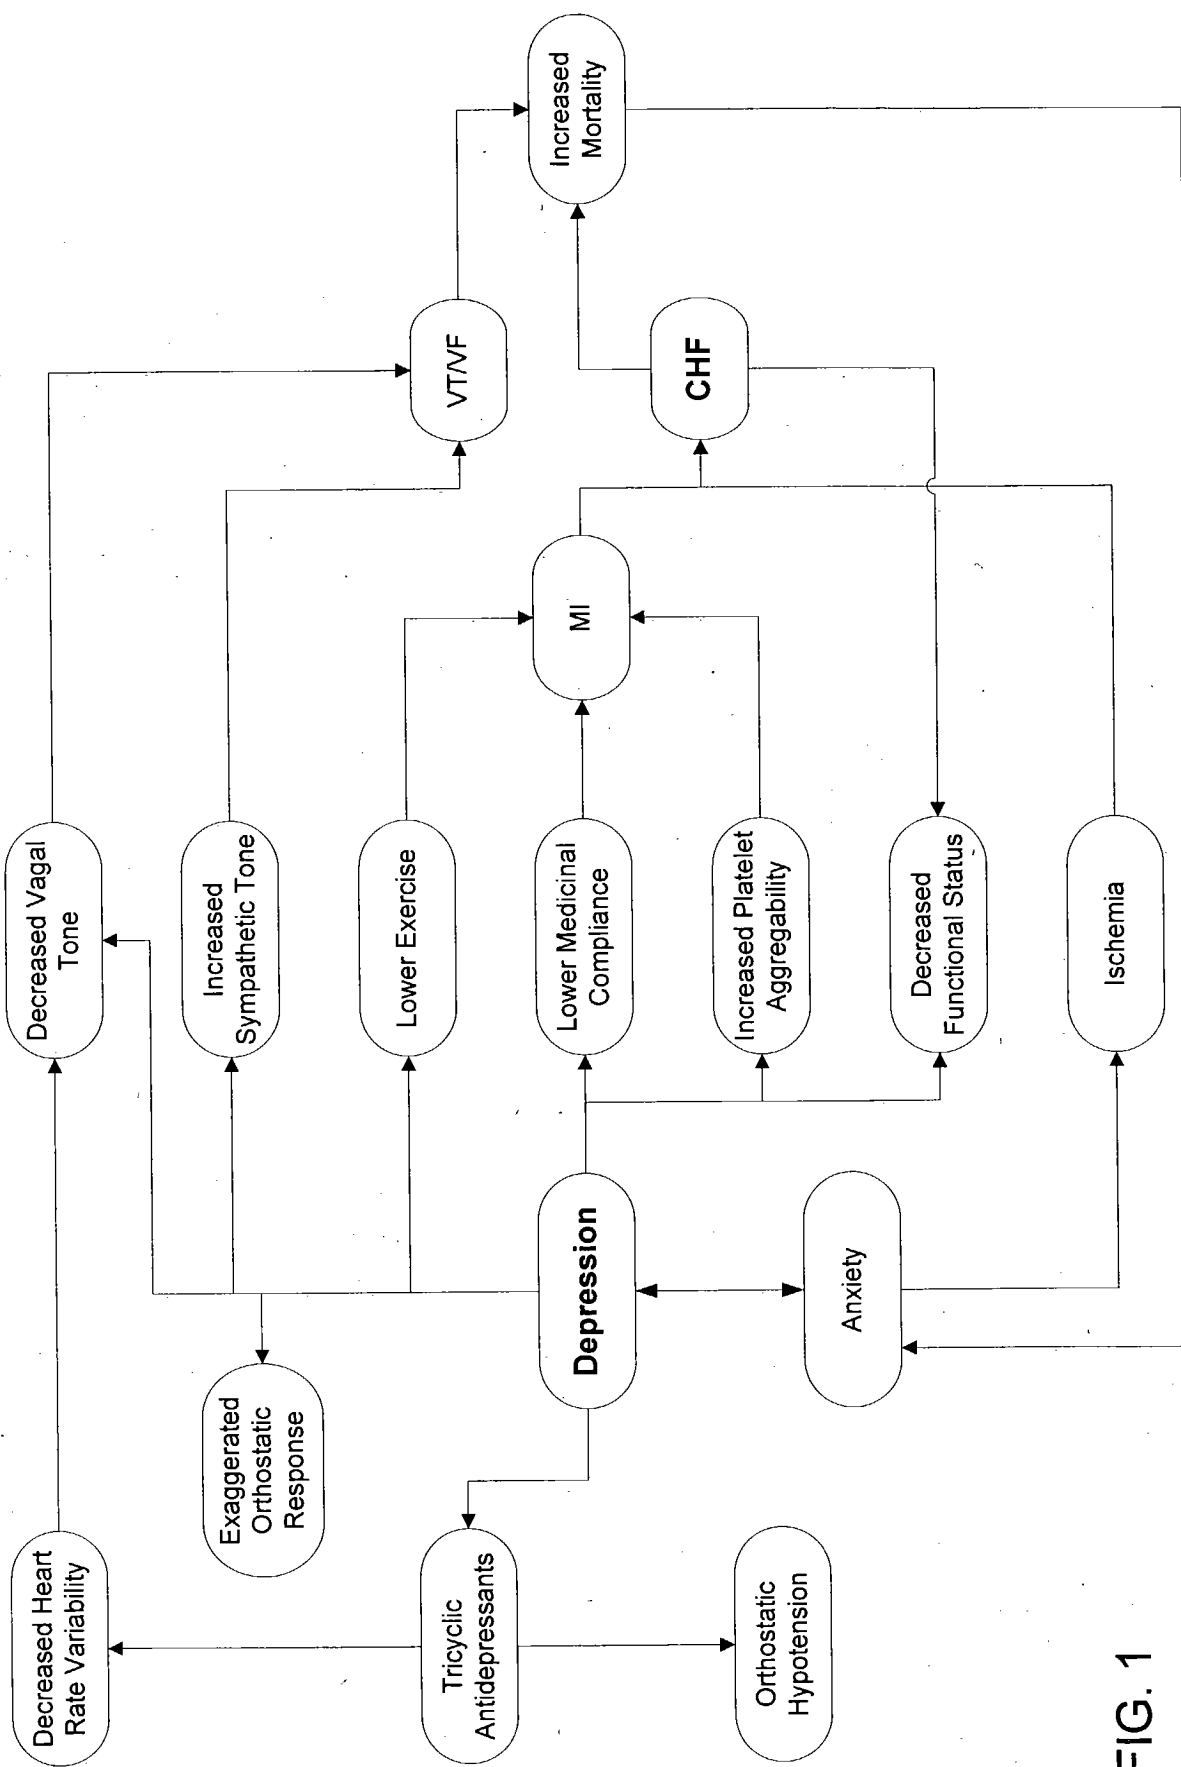 Decreased Heart
Rate Variability
Decreased Vagal
Tone
Exaggerated
Orthostatic
Response
Increased
Sympathetic Tone
VT/VF
Tricyclic
Antidepressants
Lower Exercise
Depression
Lower Medicinal
Compliance
MI
Increased
Mortality
Orthostatic
Hypotension
Increased Platelet
Aggregability
CHF
Anxiety
Decreased
Functional Status
Ischemia
FIG. 1